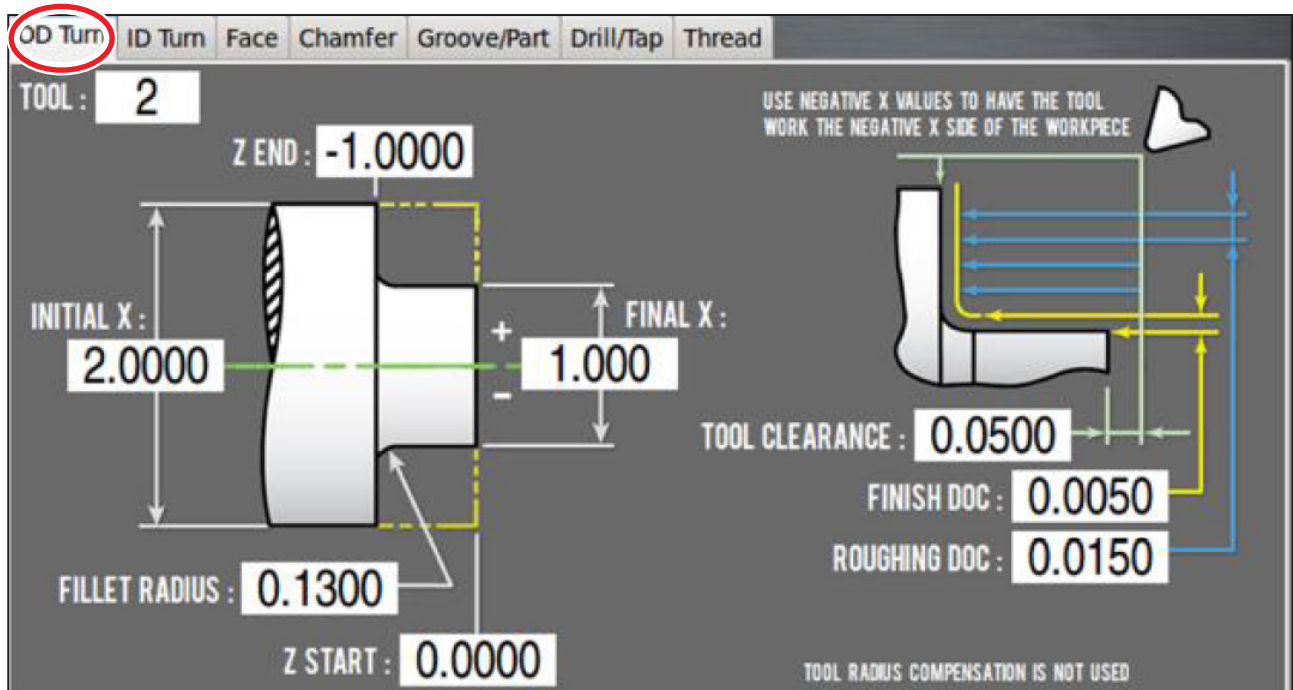 OD Turn ID Turn Face Chamfer Groove/Part Drill/Tap Thread
TOOL : 2
USE NEGATIVE X VALUES TO HAVE THE TOOL
WORK THE NEGATIVE X SIDE OF THE WORKPIECE
Z END : -1.0000
INITIAL X :
2.0000
+
-
FINAL X :
1.000
TOOL CLEARANCE : 0.0500
FINISH DOC : 0.0050
ROUGHING DOC : 0.0150
FILLET RADIUS : 0.1300
Z START : 0.0000
TOOL RADIUS COMPENSATION IS NOT USED